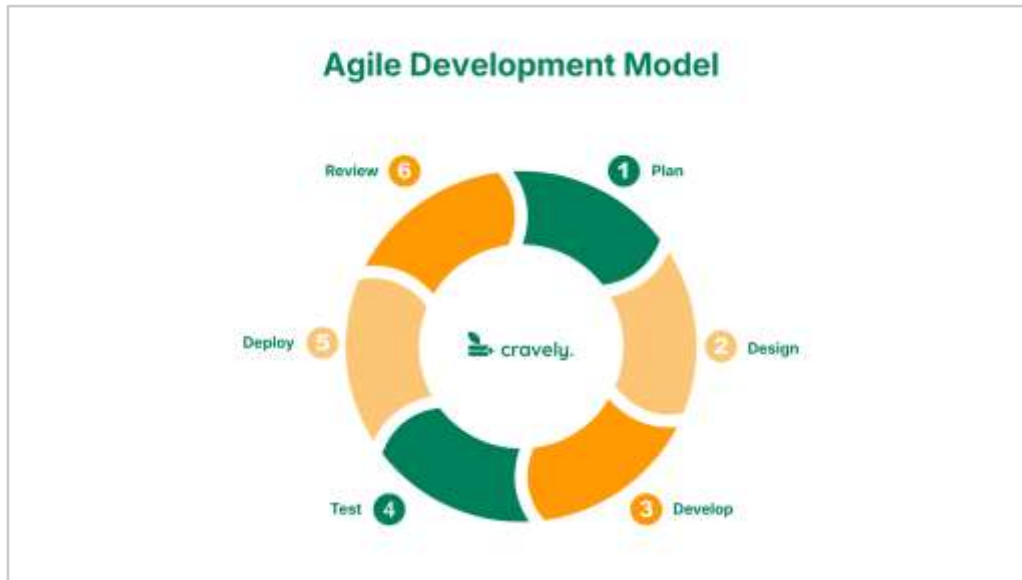 Agile Development Model
Review 6
1 Plan
Deploy 5
cravely.
2 Design
Test 4
3 Develop